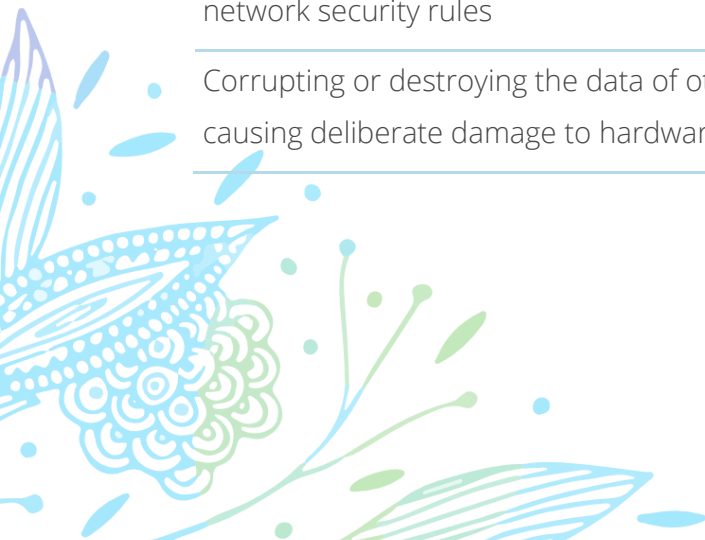 network security rules
Corrupting or destroying the data of
causing deliberate damage to